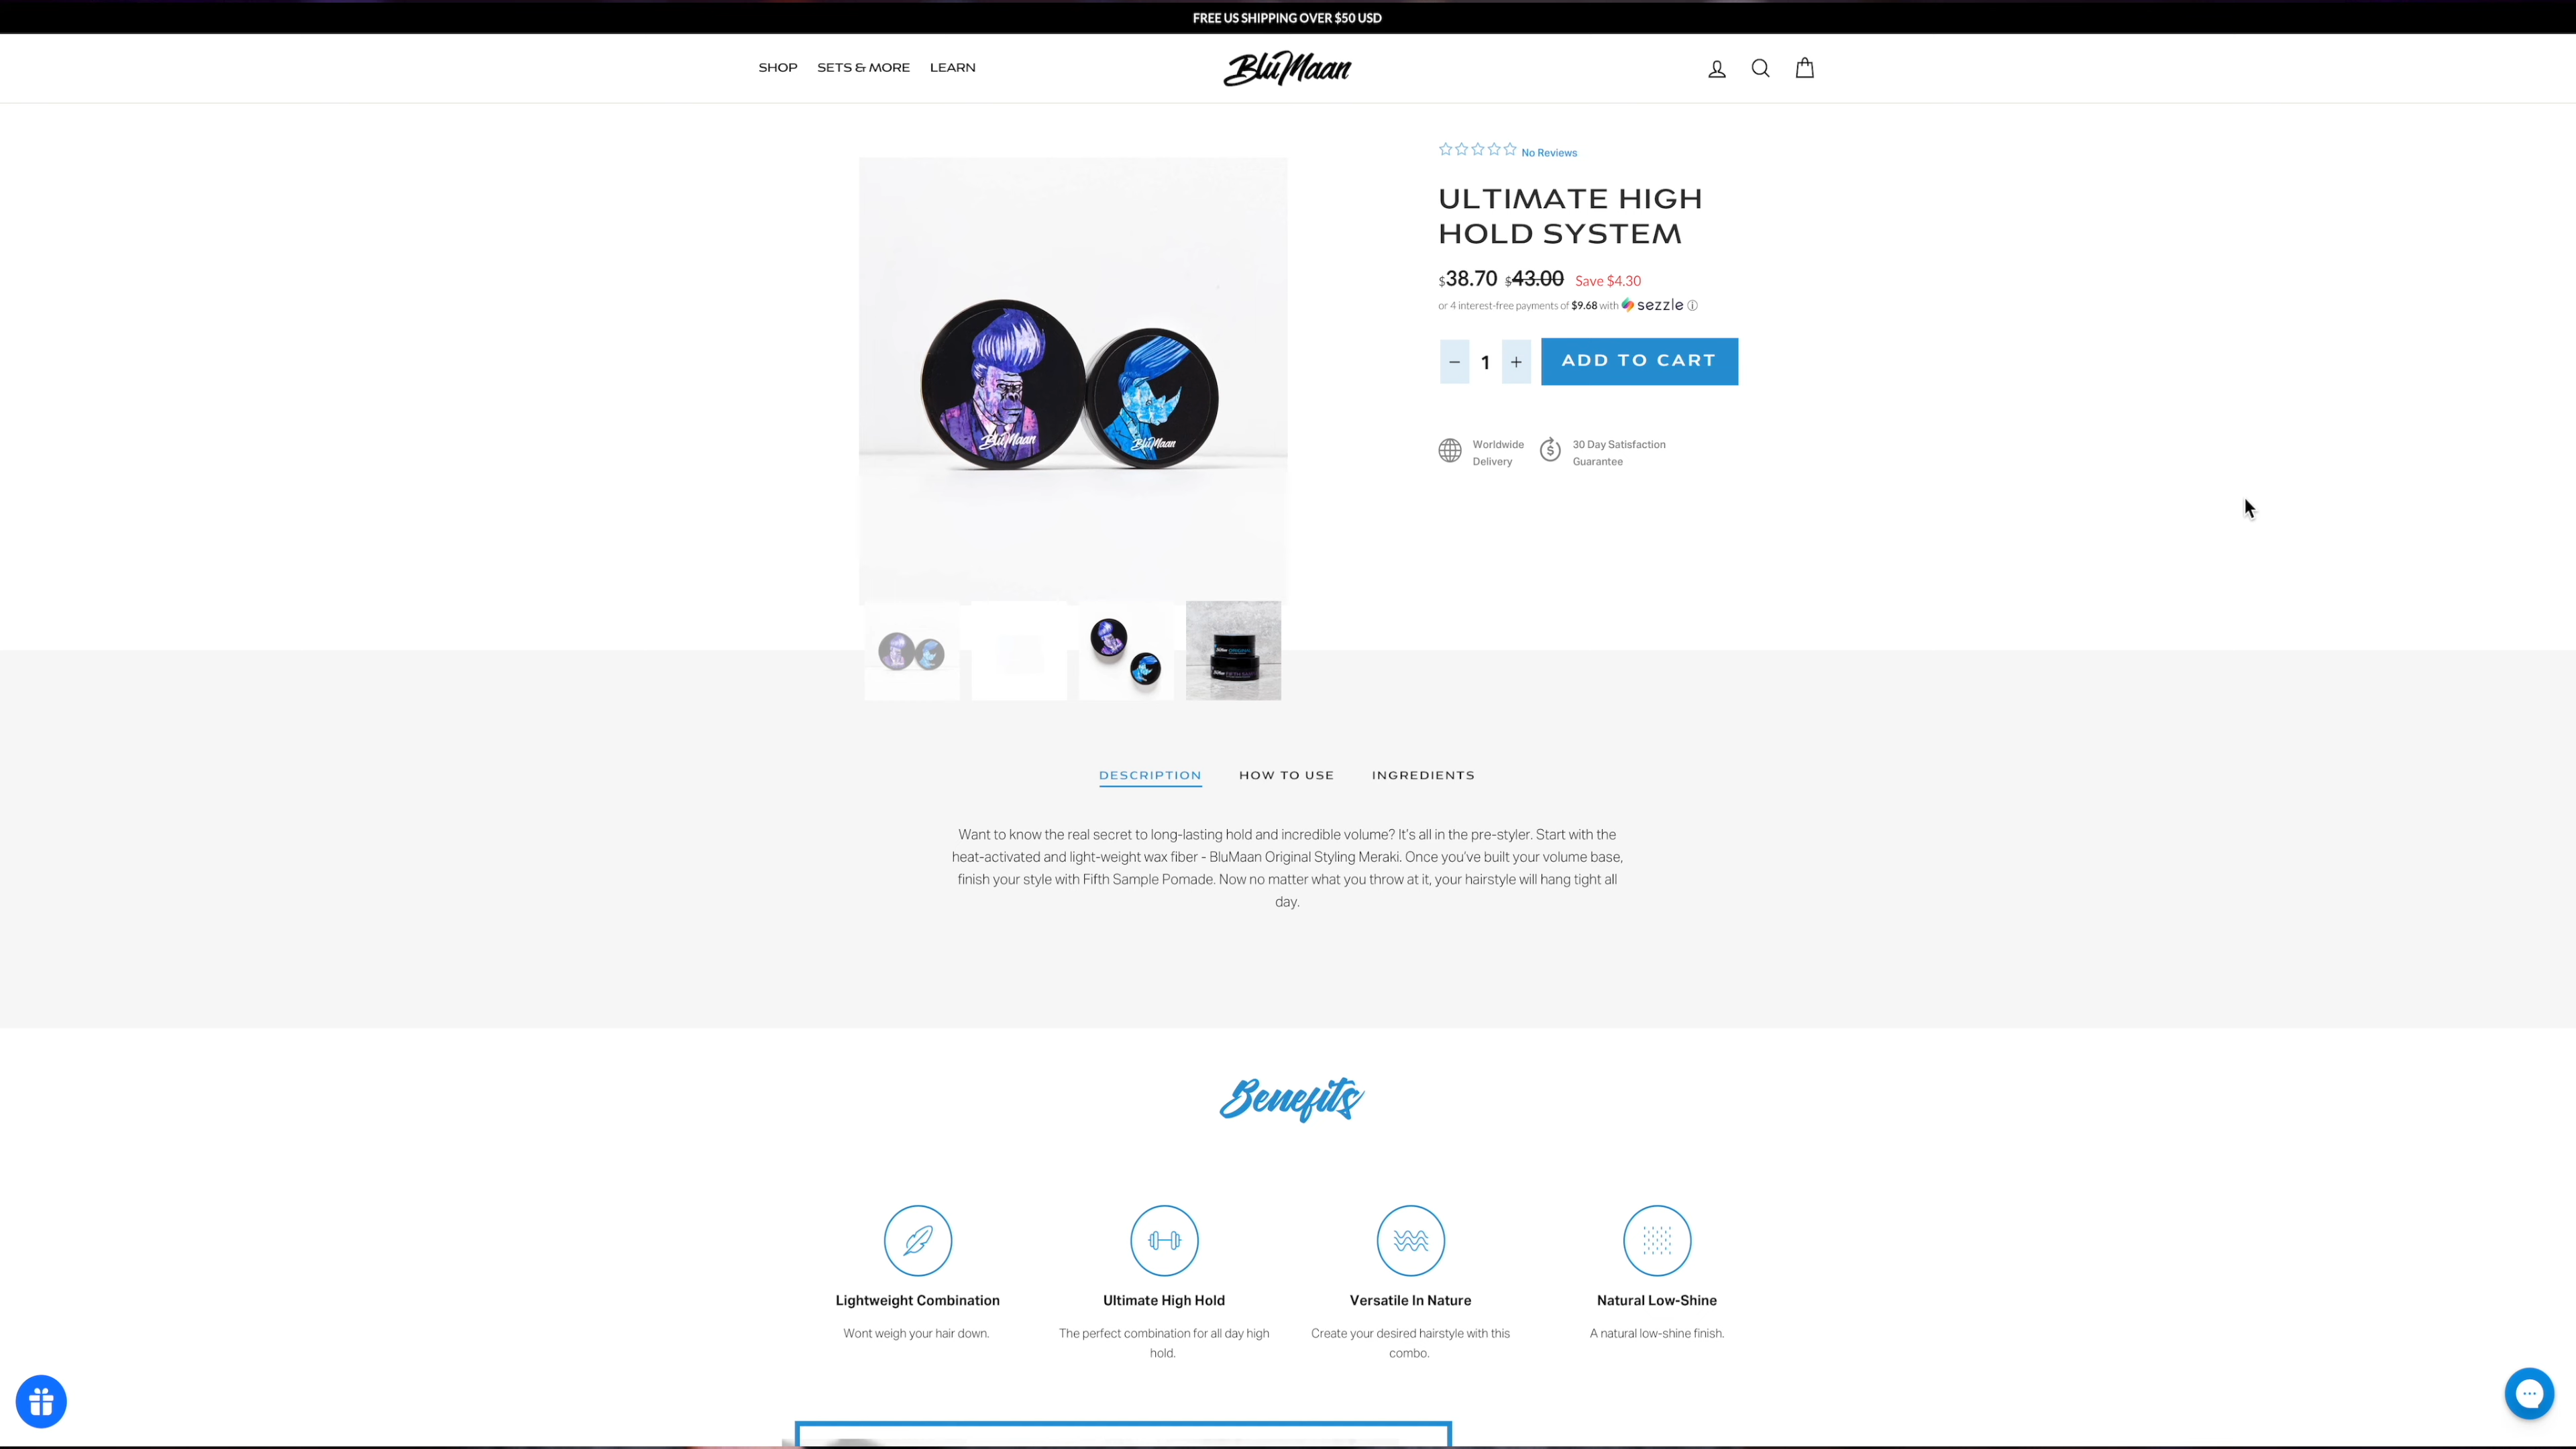 FREE US SHIPPING OVER $50 USD
SHOP SETS & MORE LEARN
BluMaan
No Reviews
ULTIMATE HIGH
HOLD SYSTEM
$38.70 $43.00 Save $4.30
or 4 interest-free payments of $9.68 with sezzle
− 1 + ADD TO CART
Worldwide
Delivery
30 Day Satisfaction
Guarantee
BluMaan
BluMaan
DESCRIPTION HOW TO USE INGREDIENTS
Want to know the real secret to long-lasting hold and incredible volume? It's all in the pre-styler. Start with the
heat-activated and light-weight wax fiber - BluMaan Original Styling Meraki. Once you've built your volume base,
finish your style with Fifth Sample Pomade. Now no matter what you throw at it, your hairstyle will hang tight all
day.
Benefits
Lightweight Combination
Wont weigh your hair down.
Ultimate High Hold
The perfect combination for all day high
hold.
Versatile In Nature
Create your desired hairstyle with this
combo.
Natural Low-Shine
A natural low-shine finish.